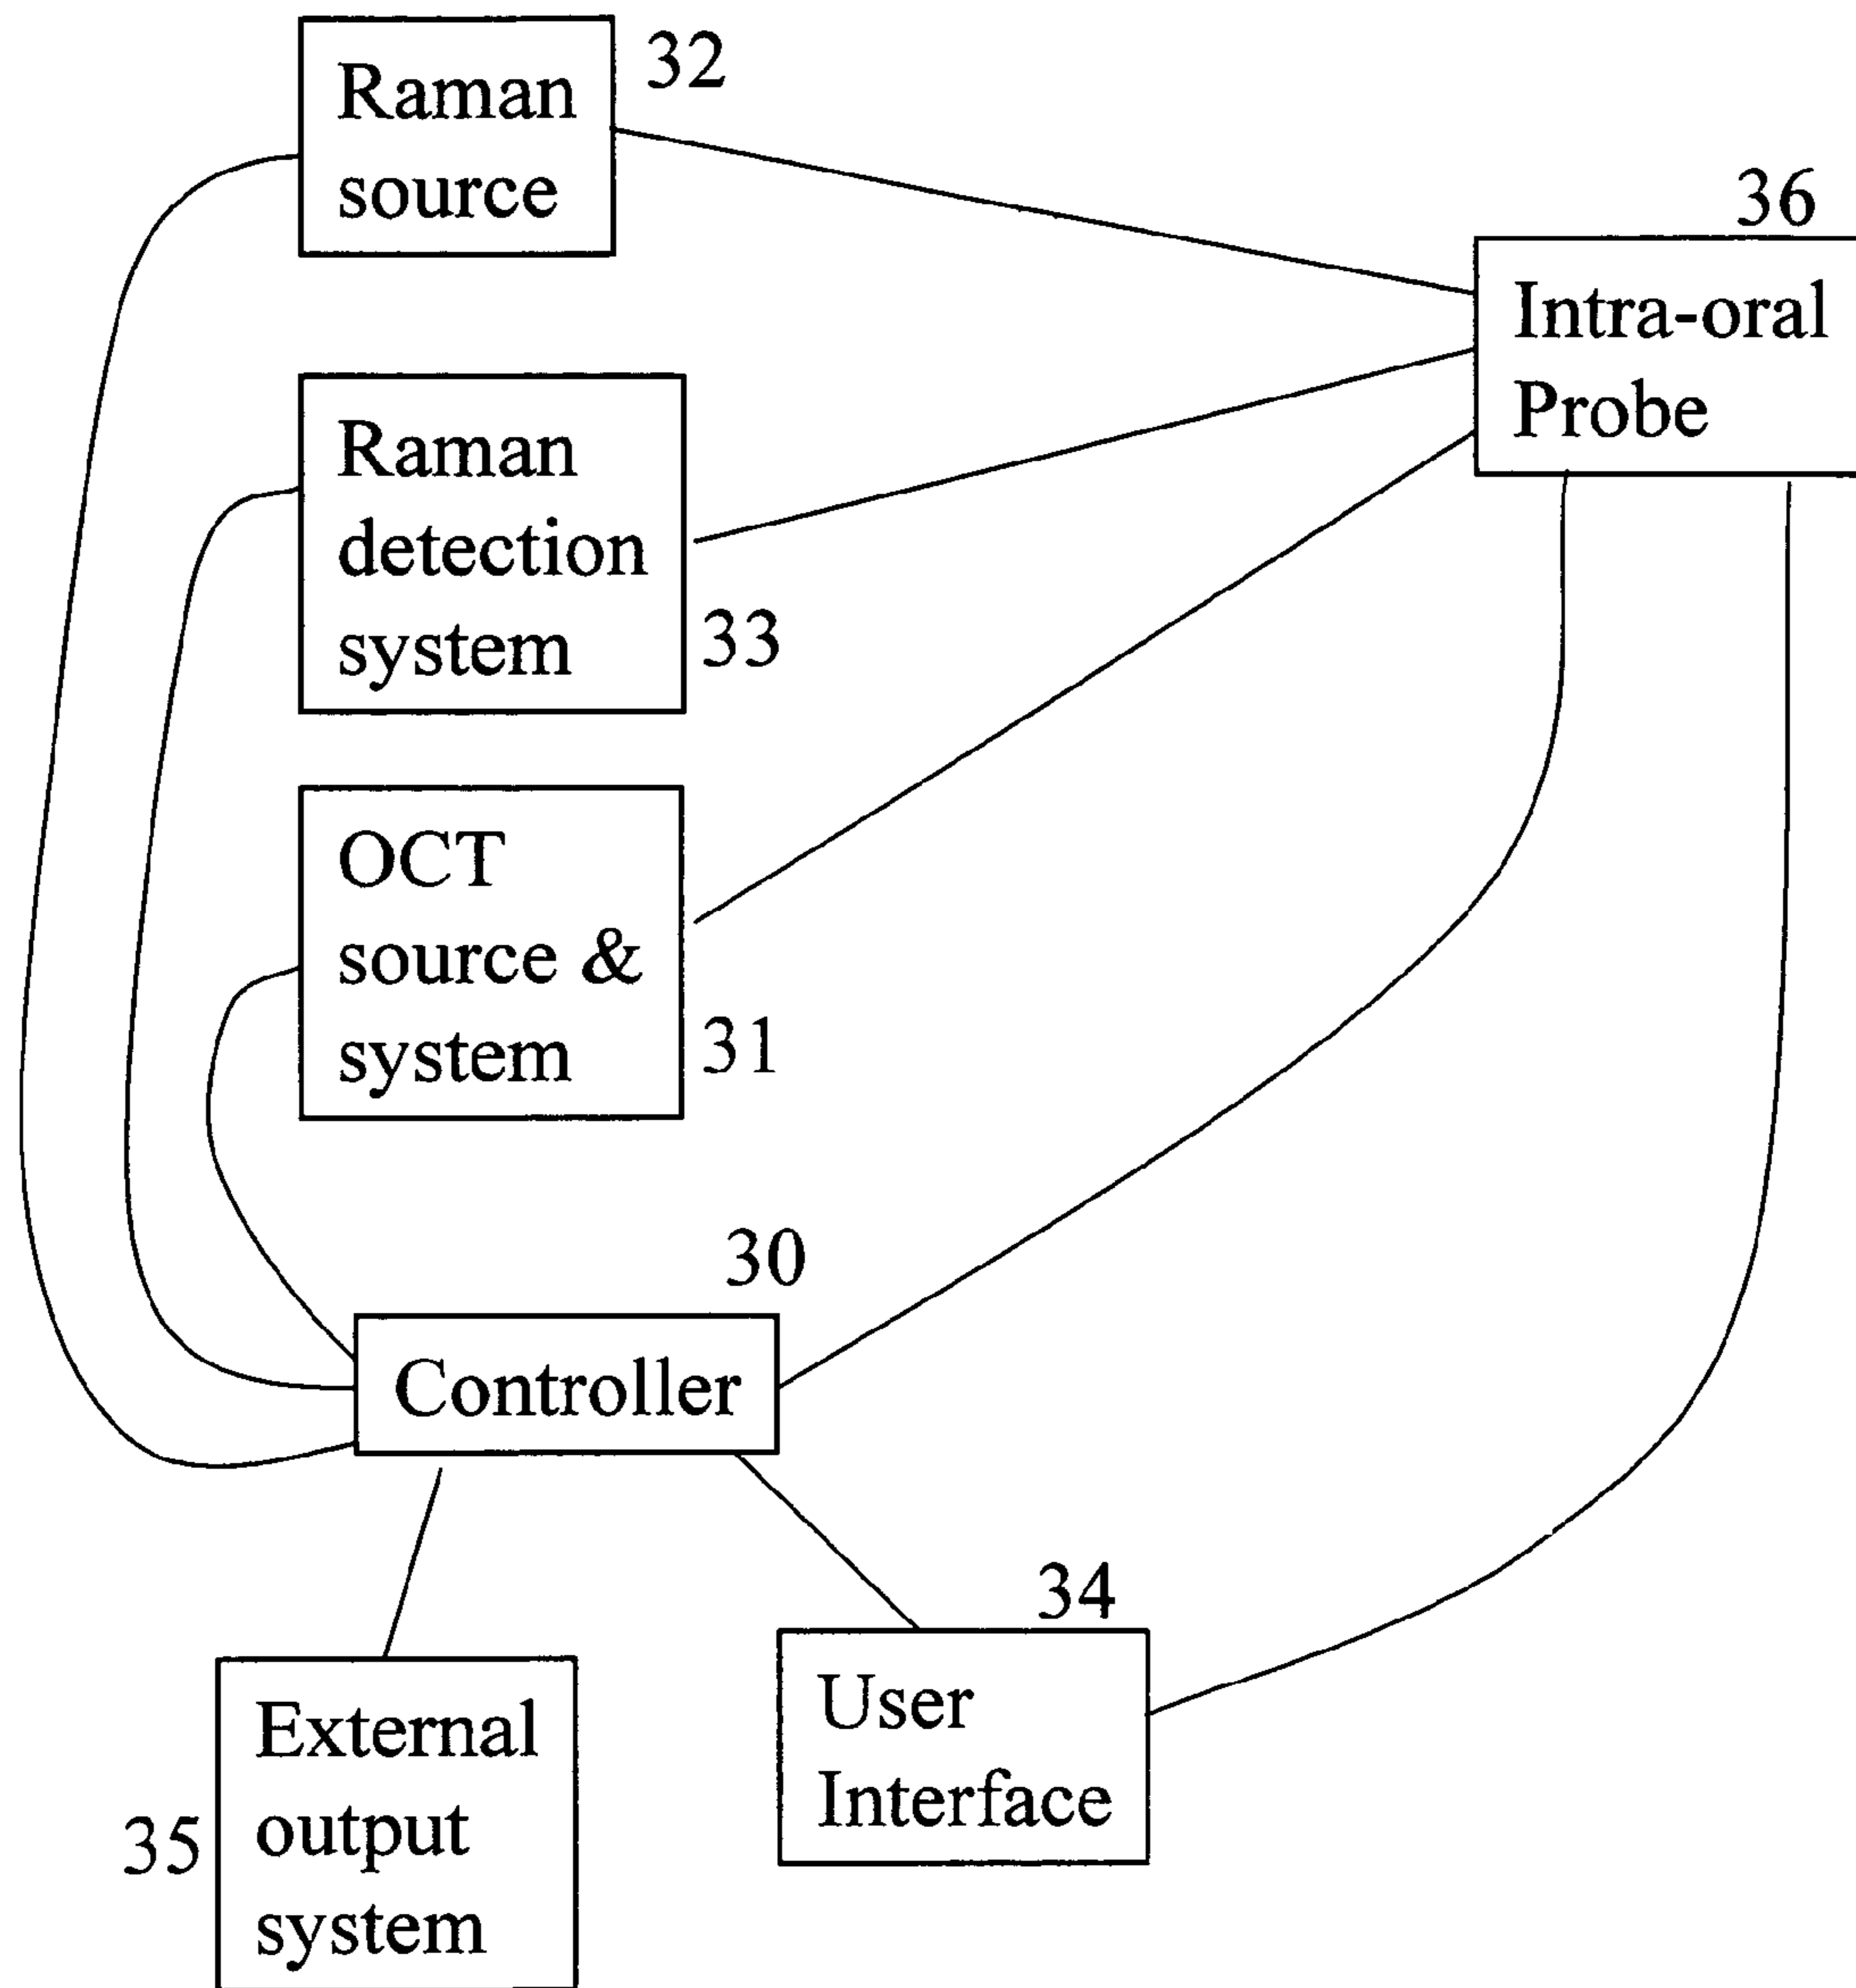 Raman
source
32
36
Intra-oral
Probe
Raman
detection
system
33
OCT
source &
system
31
30
Controller
34
User
Interface
External
output
system
35